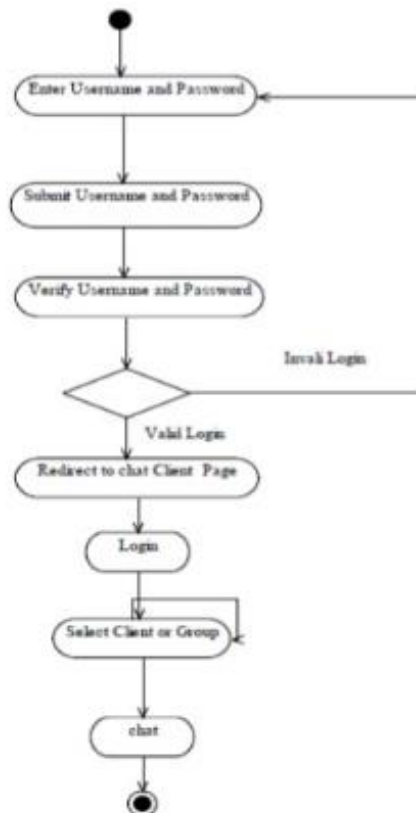 Enter Username and Password
Submit Username and Password
Verify Username and Password
Invali Login
Valid Login
Redirect to chat Client Page
Login
Select Client or Group
chat